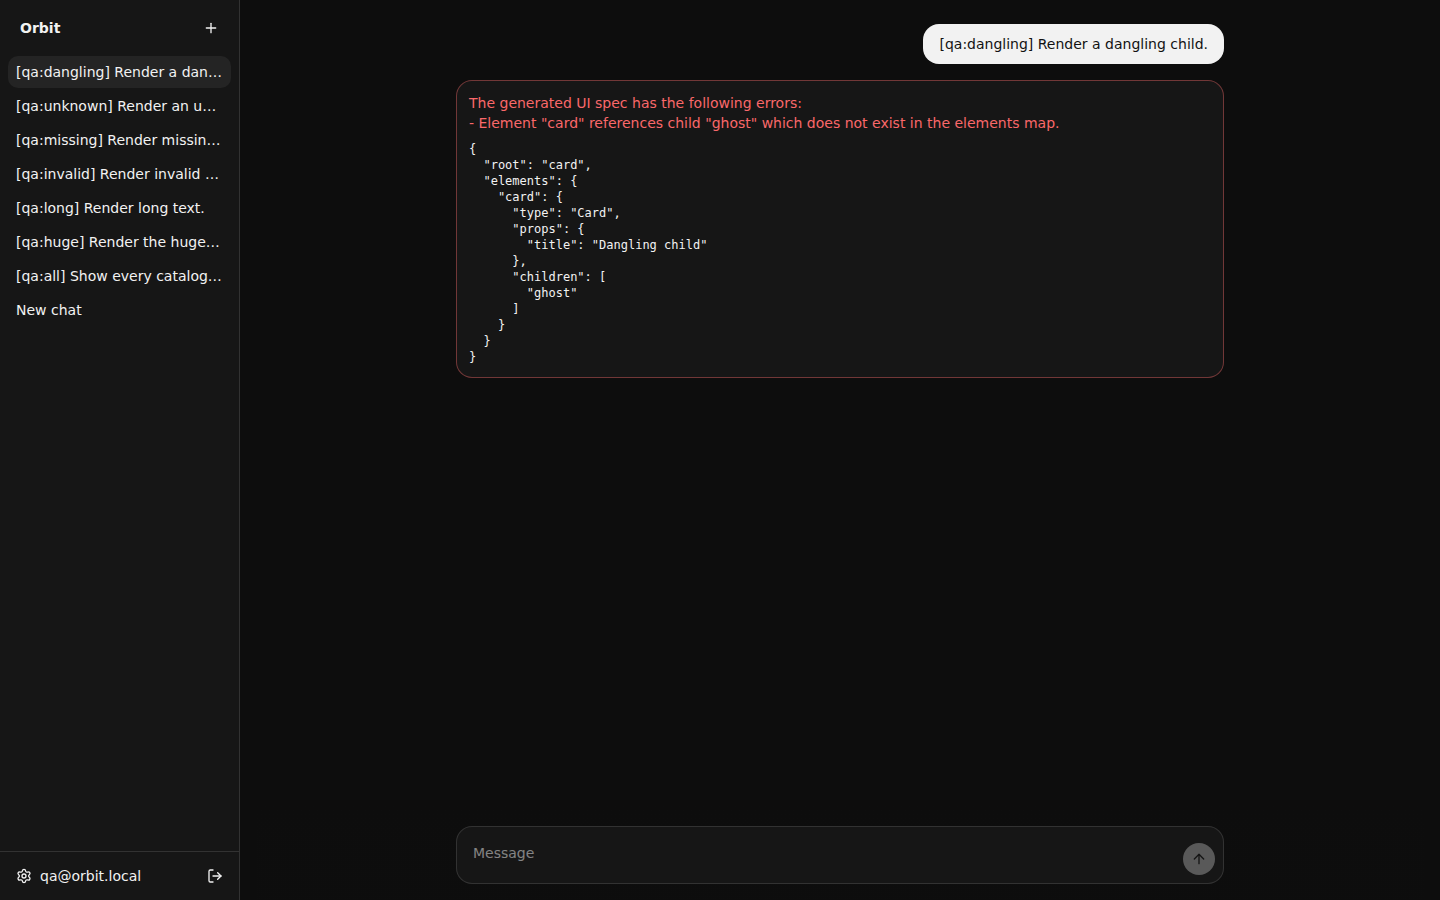 Orbit
[qa:dangling] Render a dan...
[qa:unknown] Render an u...
[qa:missing] Render missin...
[qa:invalid] Render invalid ...
[qa:long] Render long text.
[qa:huge] Render the huge...
[qa:all] Show every catalog...
New chat
qa@orbit.local
[qa:dangling] Render a dangling child.
The generated UI spec has the following errors:
- Element "card" references child "ghost" which does not exist in the elements map.
{
  "root": "card",
  "elements": {
    "card": {
      "type": "Card",
      "props": {
        "title": "Dangling child"
      },
      "children": [
        "ghost"
      ]
    }
  }
}
Message